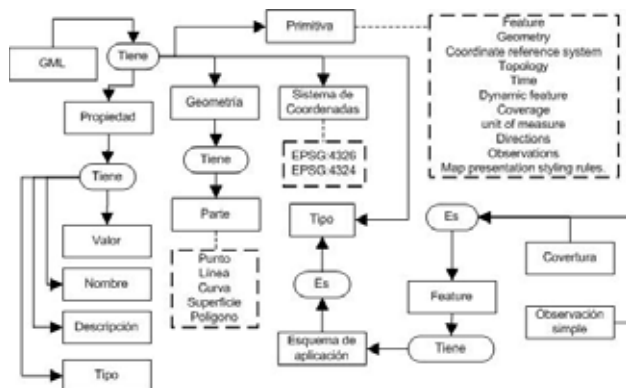 GML
Tiene
Primitiva
Feature
Geometry
Coordinate reference system
Topology
Time
Dynamic feature
Coverage
unit of measure
Directions
Observations
Map presentation styling rules.
Propiedad
Geometría
Sistema de
Coordenadas
EPSG:4326
EPSG:4324
Tiene
Tiene
Parte
Punto
Línea
Curva
Superficie
Polígono
Valor
Nombre
Descripción
Tipo
Tipo
Es
Esquema de
aplicación
Es
Feature
Tiene
Covertura
Observación
simple